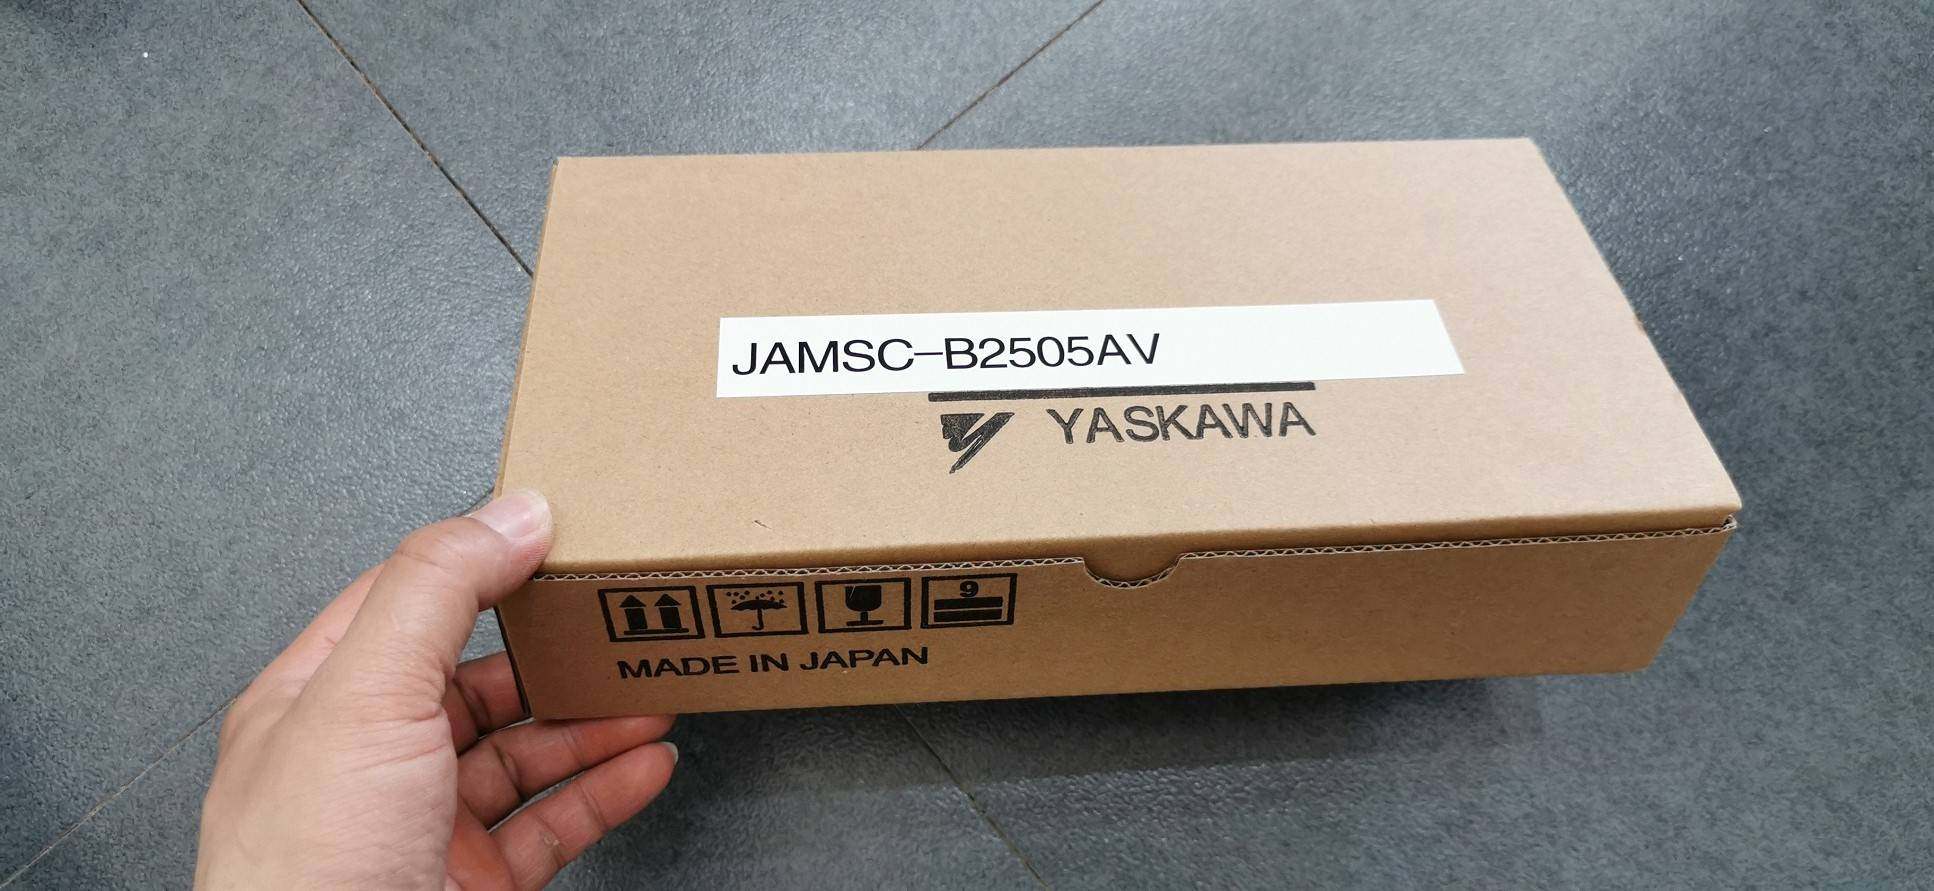 JAMSC-B2505AV
YASKAWA
9
MADE IN JAPAN